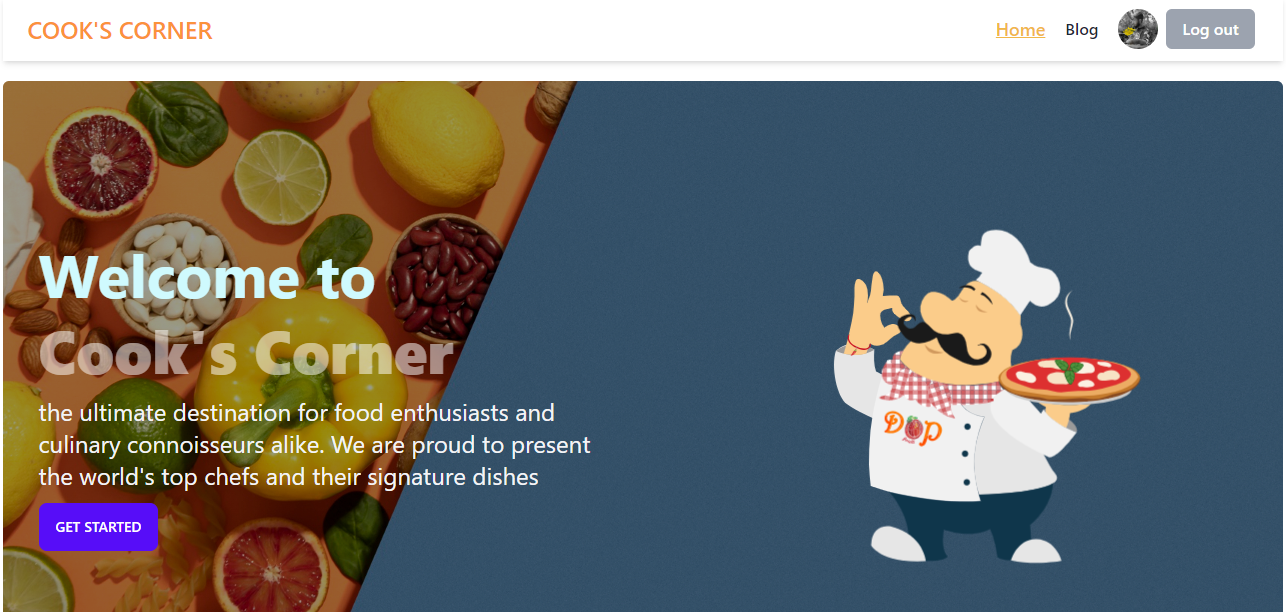 COOK'S CORNER
Home Blog Log out
Welcome to
Cook's Corner
the ultimate destination for food enthusiasts and
culinary connoisseurs alike. We are proud to present
the world's top chefs and their signature dishes
GET STARTED
DOP